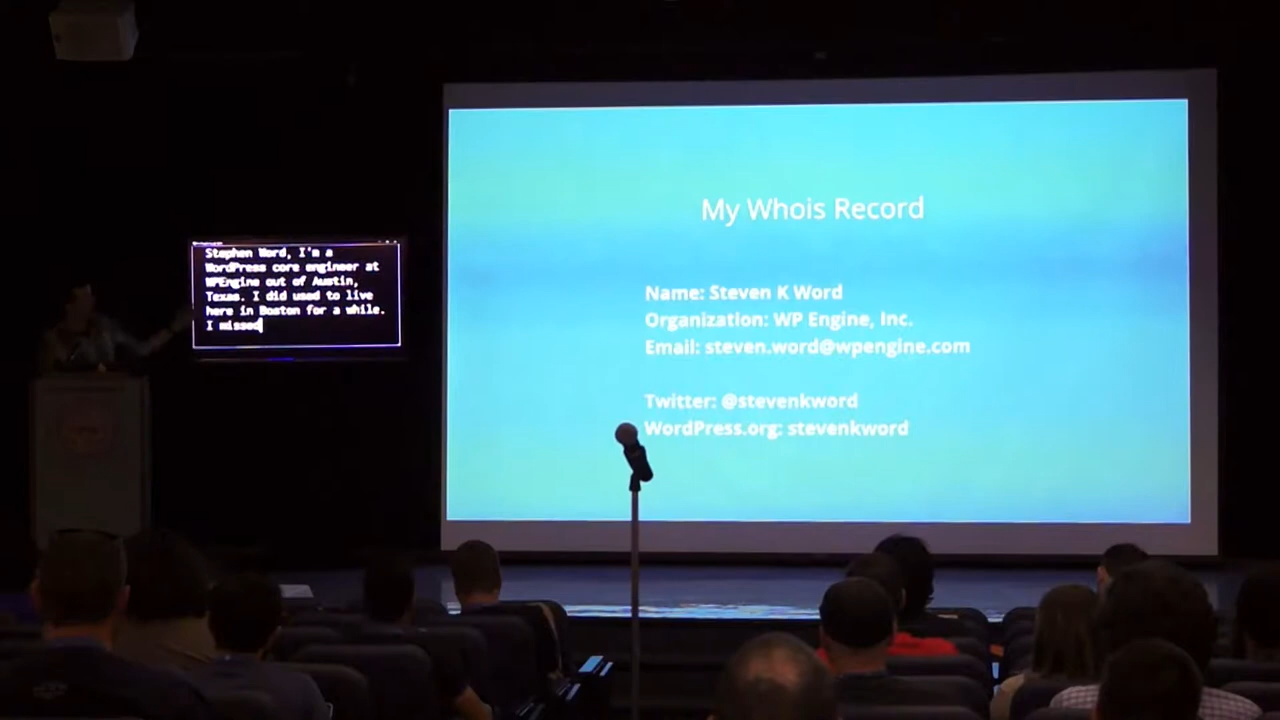 Stephen Word, I'm a
WordPress core engineer at
WPEngine out of Austin,
Texas. I did used to live
here in Boston for a while.
I missed
My Whois Record
Name: Steven K Word
Organization: WP Engine, Inc.
Email: steven.word@wpengine.com
Twitter: @stevenkword
WordPress.org: stevenkword